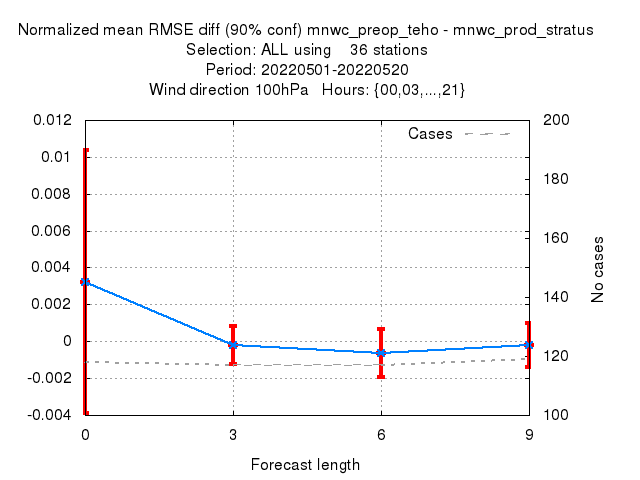 Normalized mean RMSE diff (90% conf) mnwc_preop_teho - mnwc_prod_stratus
Selection: ALL using    36 stations
Period: 20220501-20220520
Wind direction 100hPa   Hours: {00,03,...,21}
Cases
0.012
0.01
0.008
0.006
0.004
0.002
0
-0.002
-0.004
200
180
160
140
120
100
No cases
0 3 6 9
Forecast length